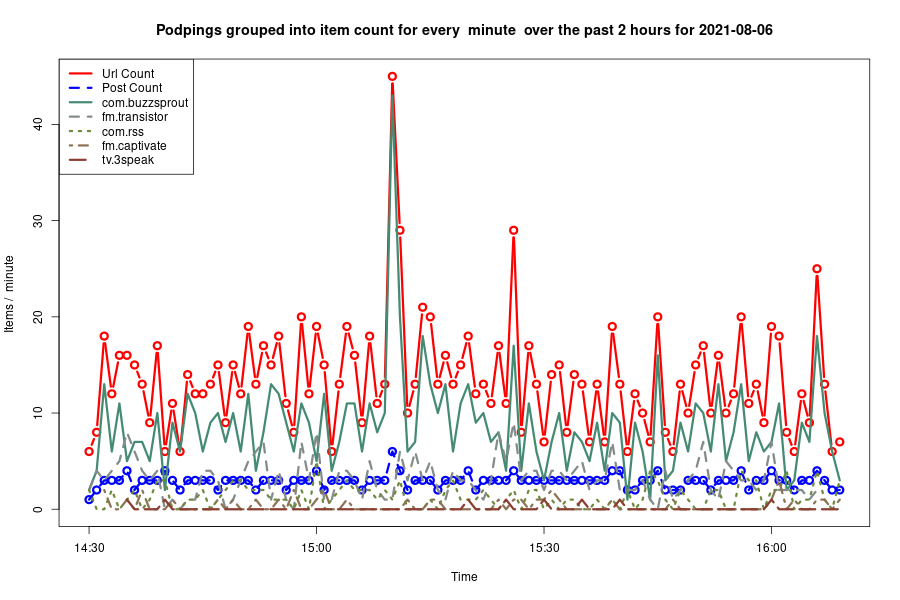 Podpings grouped into item count for every  minute  over the past 2 hours for 2021-08-06
Url Count
Post Count
com.buzzsprout
fm.transistor
com.rss
fm.captivate
tv.3speak
40
30
20
10
0
Items /  minute
14:30 15:00 15:30 16:00
Time